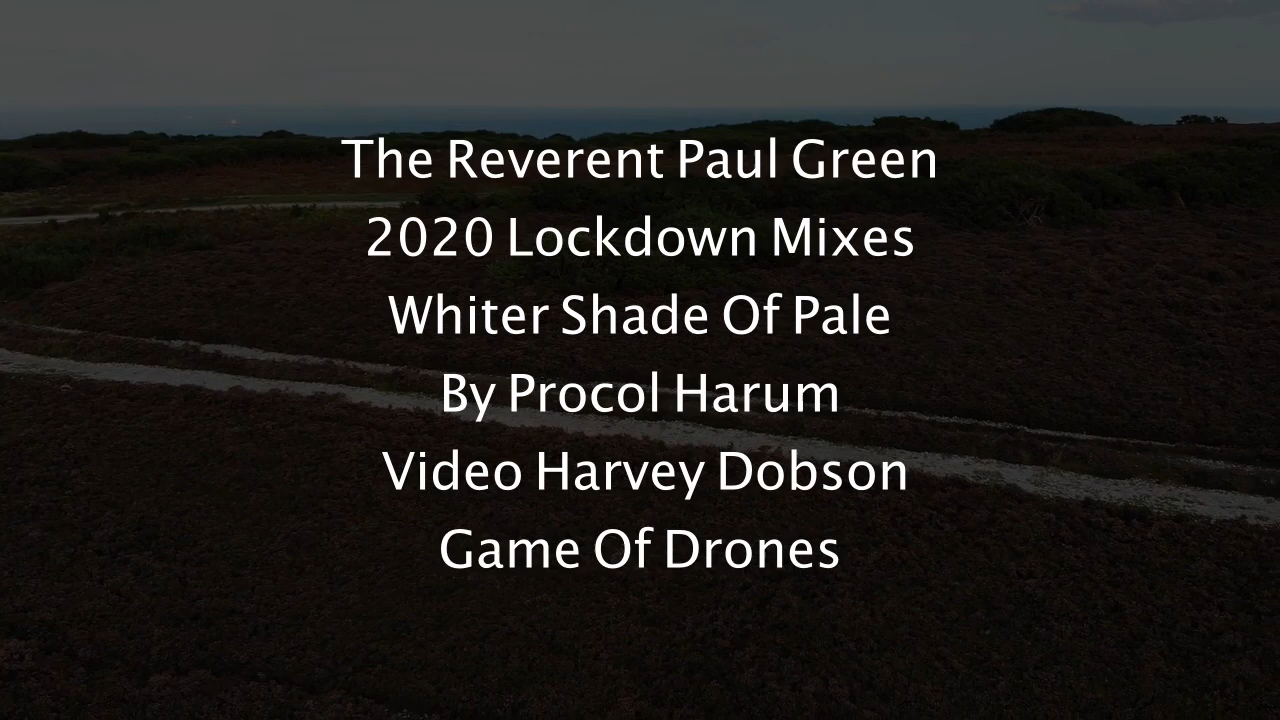 The Reverent Paul Green
2020 Lockdown Mixes
Whiter Shade Of Pale
By Procol Harum
Video Harvey Dobson
Game Of Drones